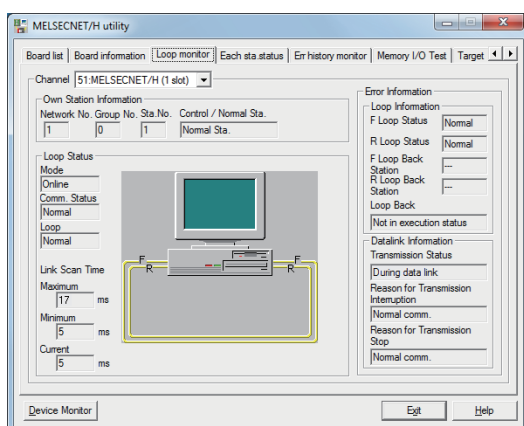 MELSECNET/H utility
Board list Board information Loop monitor Each sta.status Err history monitor Memory I/O Test Target
Channel 51:MELSECNET/H (1 slot)
Own Station Information
Network No. Group No. Sta.No. Control / Normal Sta.
1 0 1 Normal Sta.
Loop Status
Mode
Online
Comm. Status
Normal
Loop
Normal
Link Scan Time
Maximum
17 ms
Minimum
5 ms
Current
5 ms
F F
R R
Error Information
Loop Information
F Loop Status Normal
R Loop Status Normal
F Loop Back
Station ---
R Loop Back
Station ---
Loop Back
Not in execution status
Datalink Infomation
Transmission Status
During data link
Reason for Transmission
Interruption
Normal comm.
Reason for Transmission
Stop
Normal comm.
Device Monitor Exit Help